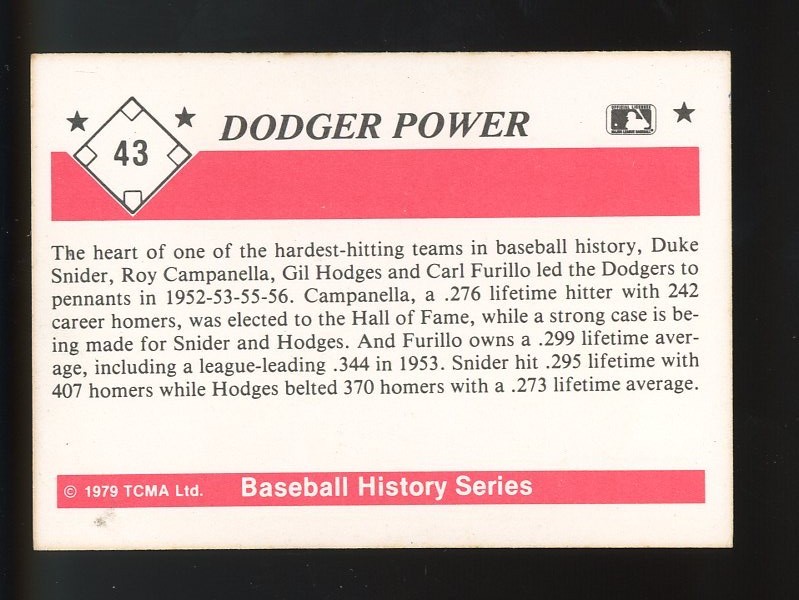 43
DODGER POWER
OFFICIAL LICENSEE
MAJOR LEAGUE BASEBALL
The heart of one of the hardest-hitting teams in baseball history, Duke
Snider, Roy Campanella, Gil Hodges and Carl Furillo led the Dodgers to
pennants in 1952-53-55-56. Campanella, a .276 lifetime hitter with 242
career homers, was elected to the Hall of Fame, while a strong case is be-
ing made for Snider and Hodges. And Furillo owns a .299 lifetime aver-
age, including a league-leading .344 in 1953. Snider hit .295 lifetime with
407 homers while Hodges belted 370 homers with a .273 lifetime average.
© 1979 TCMA Ltd. Baseball History Series